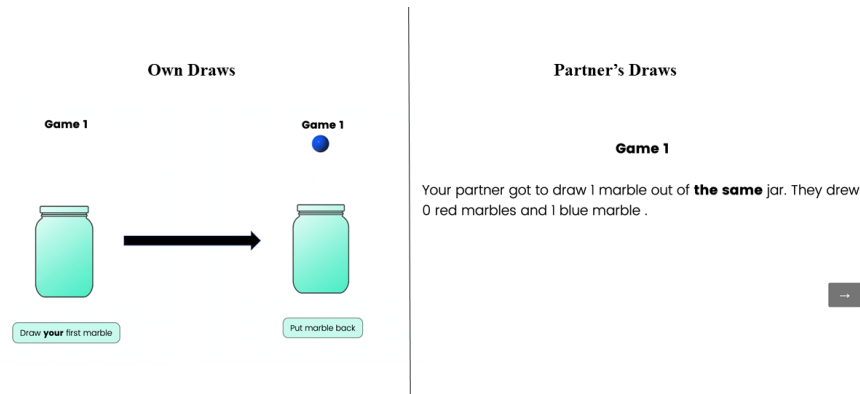 Own Draws
Game 1
Game 1
Draw your first marble
Put marble back
Partner’s Draws
Game 1
Your partner got to draw 1 marble out of the same jar. They drew
0 red marbles and 1 blue marble .
→